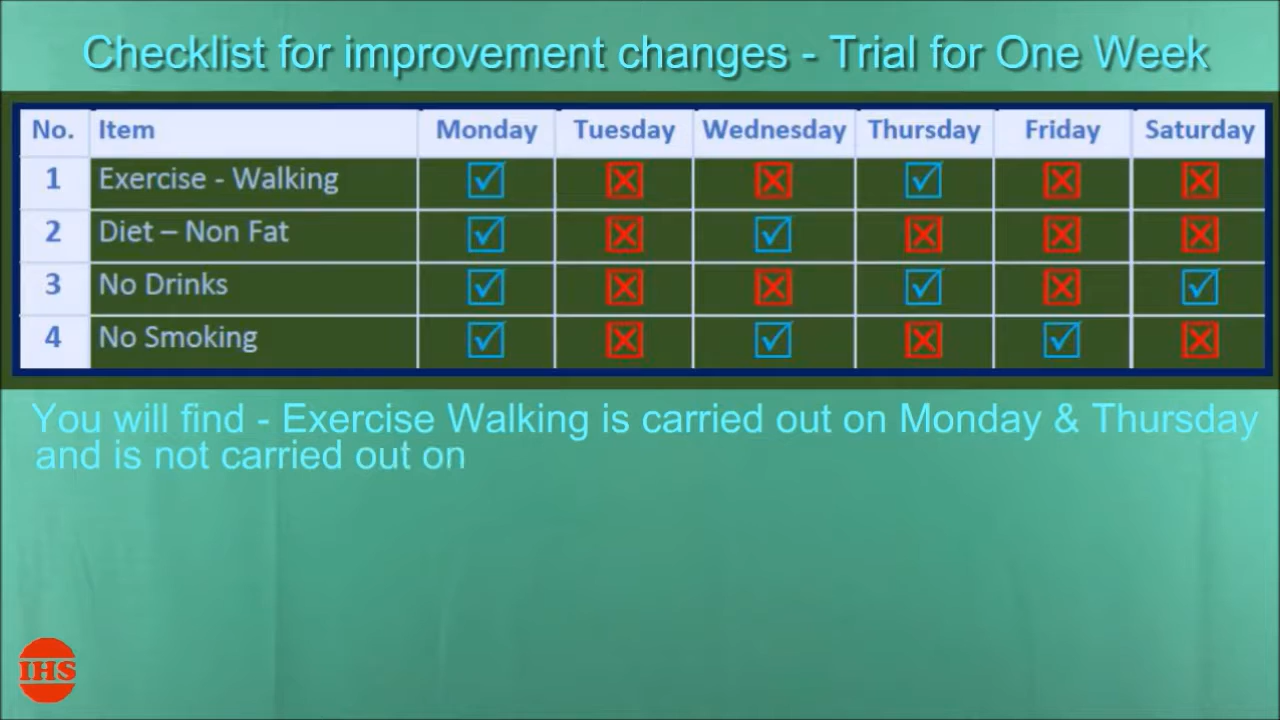 Checklist for improvement changes - Trial for One Week
No. Item Monday Tuesday Wednesday Thursday Friday Saturday
1 Exercise - Walking ☑ ☒ ☒ ☑ ☒ ☒
2 Diet – Non Fat ☑ ☒ ☑ ☒ ☒ ☒
3 No Drinks ☑ ☒ ☒ ☑ ☒ ☑
4 No Smoking ☑ ☒ ☑ ☒ ☑ ☒
You will find - Exercise Walking is carried out on Monday & Thursday
and is not carried out on
IHS